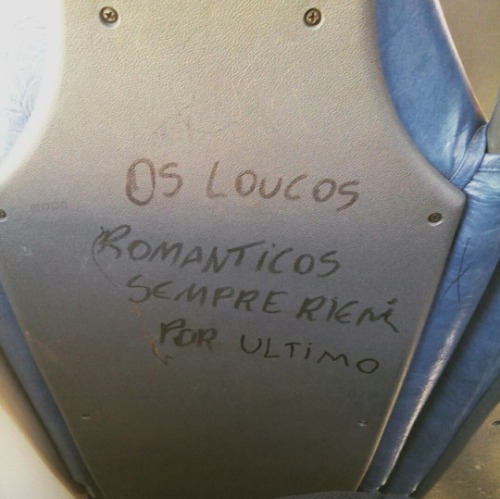 OS LOUCOS
ROMANTICOS
SEMPRE RIEM
POR ULTIMO